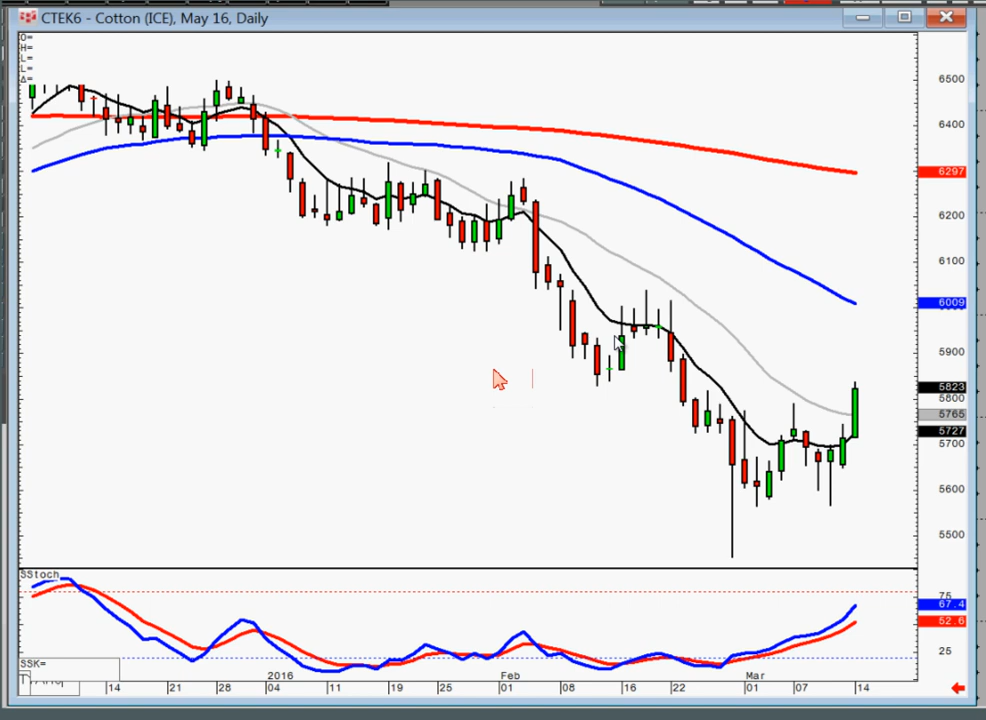 CTEK6 - Cotton (ICE), May 16, Daily
O=
H=
L=
L=
Δ=
6500
6400
6297
6200
6100
6009
5900
5823
5800
5765
5727
5700
5600
5500
SStoch
75
67.4
52.6
25
SSK=
2016 Feb Mar
14 21 28 04 11 19 25 01 08 16 22 01 07 14